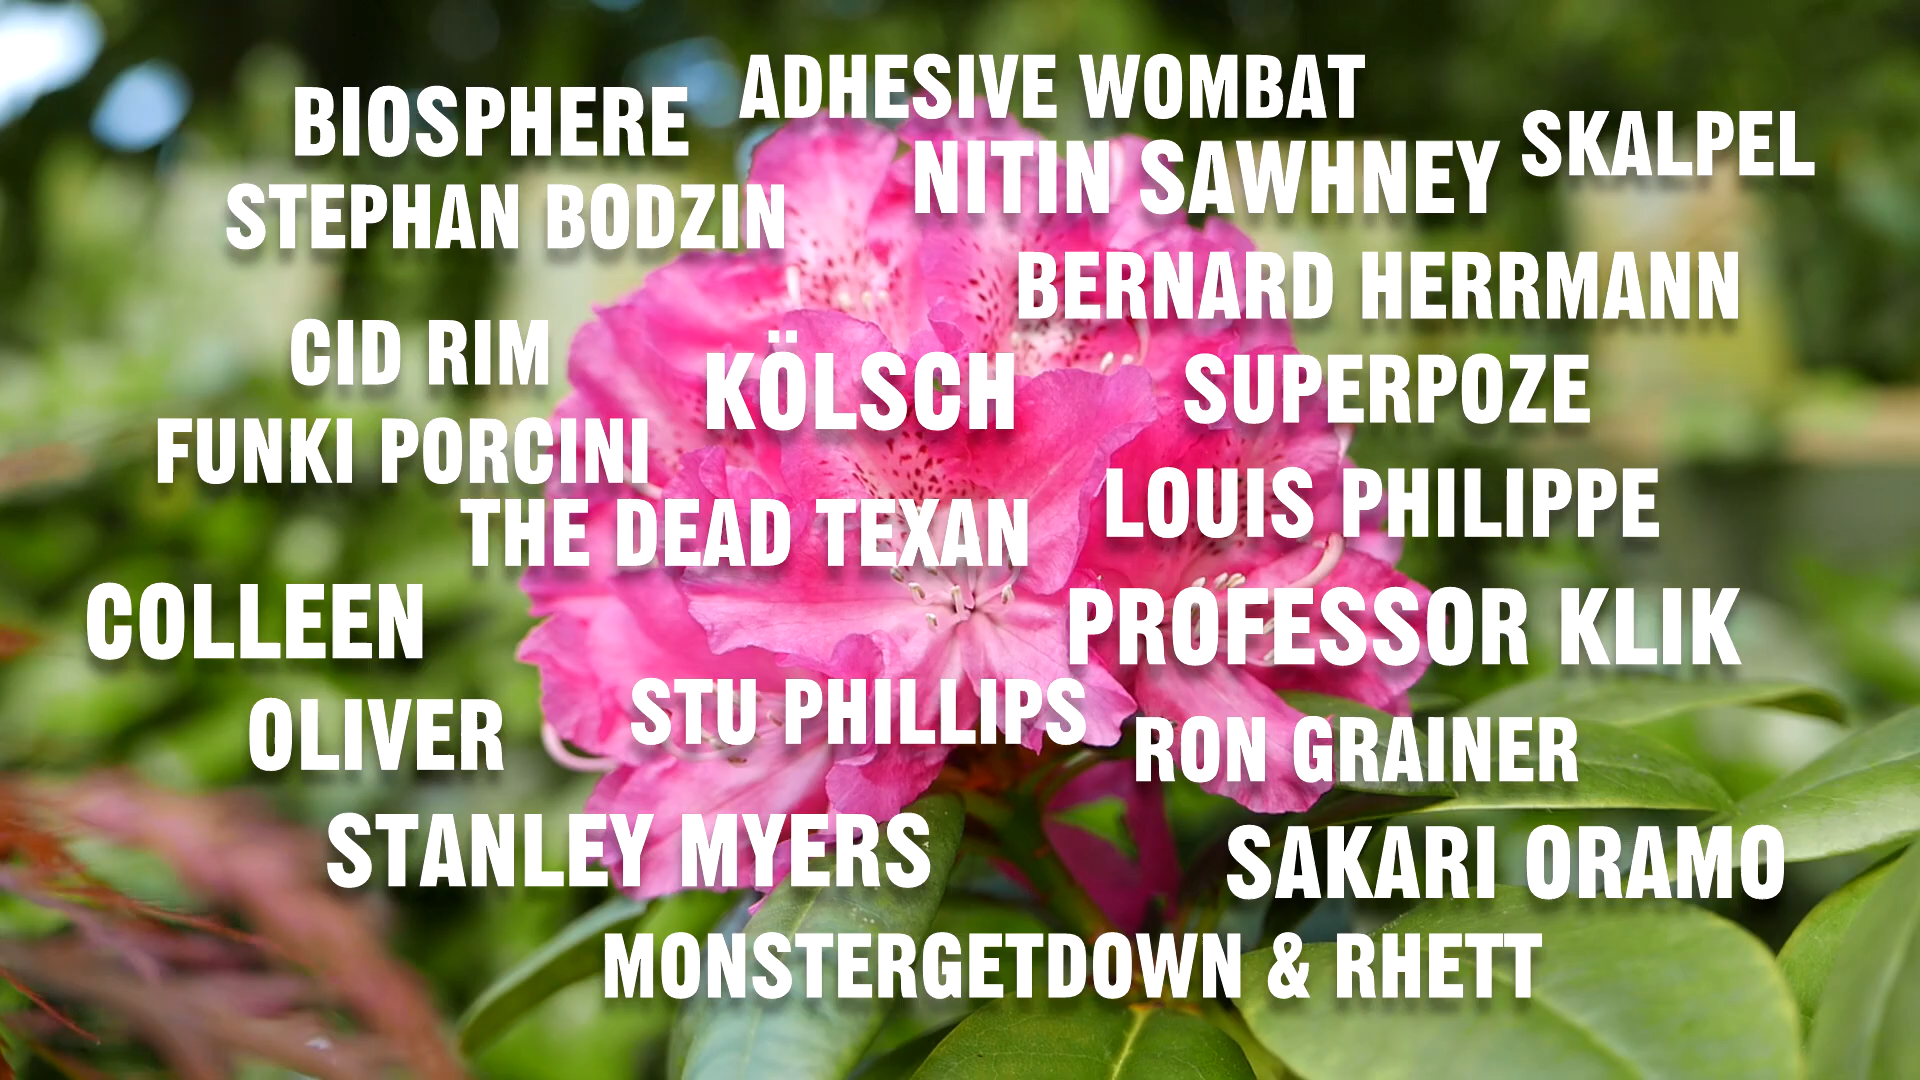 ADHESIVE WOMBAT
BIOSPHERE
SKALPEL
NITIN SAWHNEY
STEPHAN BODZIN
BERNARD HERRMANN
CID RIM
KÖLSCH
SUPERPOZE
FUNKI PORCINI
LOUIS PHILIPPE
THE DEAD TEXAN
COLLEEN
PROFESSOR KLIK
STU PHILLIPS
OLIVER
RON GRAINER
STANLEY MYERS
SAKARI ORAMO
MONSTERGETDOWN & RHETT